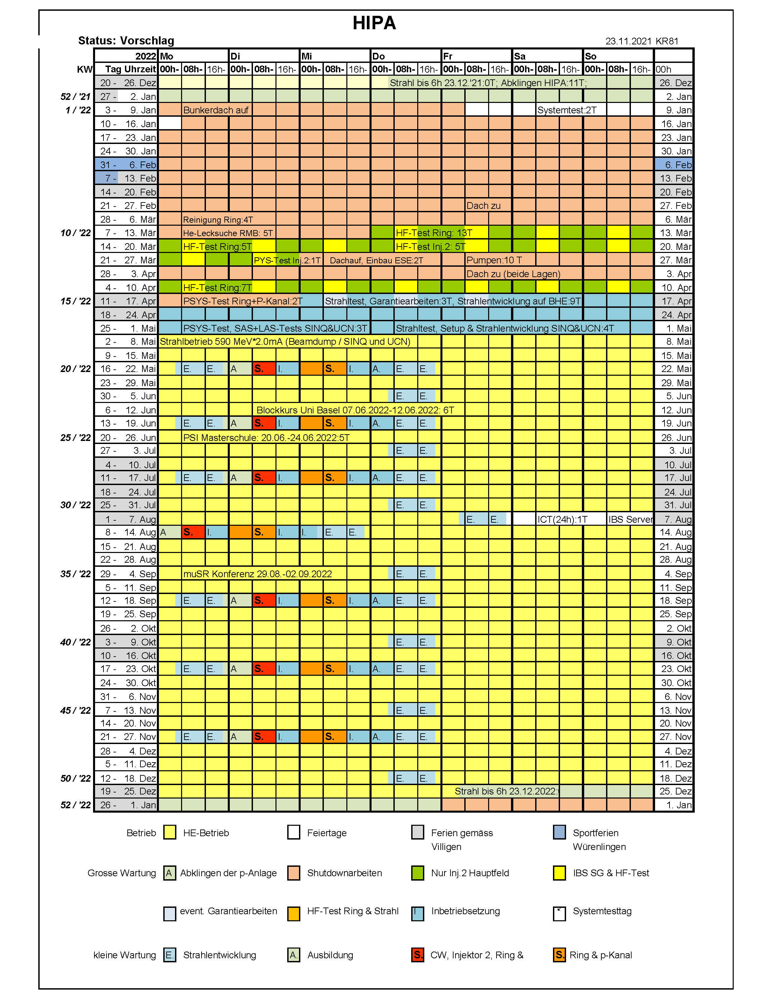 HIPA
Status: Vorschlag 23.11.2021 KR81
2022 Mo Di Mi Do Fr Sa So
KW Tag Uhrzeit 00h- 08h- 16h- 00h- 08h- 16h- 00h- 08h- 16h- 00h- 08h- 16h- 00h- 08h- 16h- 00h- 08h- 16h- 00h- 08h- 16h- 00h
20 - 26. Dez Strahl bis 6h 23.12.'21:0T; Abklingen HIPA:11T; 26. Dez
52 / '21 27 - 2. Jan 2. Jan
1 / '22 3 - 9. Jan Bunkerdach auf Systemtest:2T 9. Jan
10 - 16. Jan 16. Jan
17 - 23. Jan 23. Jan
24 - 30. Jan 30. Jan
31 - 6. Feb 6. Feb
7 - 13. Feb 13. Feb
14 - 20. Feb 20. Feb
21 - 27. Feb Dach zu 27. Feb
28 - 6. Mär Reinigung Ring:4T 6. Mär
10 / '22 7 - 13. Mär He-Lecksuche RMB: 5T HF-Test Ring: 13T 13. Mär
14 - 20. Mär HF-Test Ring:5T HF-Test Inj.2: 5T 20. Mär
21 - 27. Mär PYS-Test Inj.2:1T Dachauf, Einbau ESE:2T Pumpen:10 T 27. Mär
28 - 3. Apr Dach zu (beide Lagen) 3. Apr
4 - 10. Apr HF-Test Ring:7T 10. Apr
15 / '22 11 - 17. Apr PSYS-Test Ring+P-Kanal:2T Strahltest, Garantiearbeiten:3T, Strahlentwicklung auf BHE:9T 17. Apr
18 - 24. Apr 24. Apr
25 - 1. Mai PSYS-Test, SAS+LAS-Tests SINQ&UCN:3T Strahltest, Setup & Strahlentwicklung SINQ&UCN:4T 1. Mai
2 - 8. Mai Strahlbetrieb 590 MeV*2.0mA (Beamdump / SINQ und UCN) 8. Mai
9 - 15. Mai 15. Mai
20 / '22 16 - 22. Mai E. E. A S. I. S. I. A. E. E. 22. Mai
23 - 29. Mai 29. Mai
30 - 5. Jun E. E. 5. Jun
6 - 12. Jun Blockkurs Uni Basel 07.06.2022-12.06.2022: 6T 12. Jun
13 - 19. Jun E. E. A S. I. S. I. A. E. E. 19. Jun
25 / '22 20 - 26. Jun PSI Masterschule: 20.06.-24.06.2022:5T 26. Jun
27 - 3. Jul E. E. 3. Jul
4 - 10. Jul 10. Jul
11 - 17. Jul E. E. A S. I. S. I. A. E. E. 17. Jul
18 - 24. Jul 24. Jul
30 / '22 25 - 31. Jul E. E. 31. Jul
1 - 7. Aug E. E. ICT(24h):1T IBS Server 7. Aug
8 - 14. Aug A S. I. S. I. I. E. E. 14. Aug
15 - 21. Aug 21. Aug
22 - 28. Aug 28. Aug
35 / '22 29 - 4. Sep muSR Konferenz 29.08.-02.09.2022 E. E. 4. Sep
5 - 11. Sep 11. Sep
12 - 18. Sep E. E. A S. I. S. I. A. E. E. 18. Sep
19 - 25. Sep 25. Sep
26 - 2. Okt 2. Okt
40 / '22 3 - 9. Okt E. E. 9. Okt
10 - 16. Okt 16. Okt
17 - 23. Okt E. E. A S. I. S. I. A. E. E. 23. Okt
24 - 30. Okt 30. Okt
31 - 6. Nov 6. Nov
45 / '22 7 - 13. Nov E. E. 13. Nov
14 - 20. Nov 20. Nov
21 - 27. Nov E. E. A S. I. S. I. A. E. E. 27. Nov
28 - 4. Dez 4. Dez
5 - 11. Dez 11. Dez
50 / '22 12 - 18. Dez E. E. 18. Dez
19 - 25. Dez Strahl bis 6h 23.12.2022: 25. Dez
52 / '22 26 - 1. Jan 1. Jan
Betrieb HE-Betrieb Feiertage Ferien gemäss Sportferien
Villigen Würenlingen
Grosse Wartung A Abklingen der p-Anlage Shutdownarbeiten Nur Inj.2 Hauptfeld IBS SG & HF-Test
event. Garantiearbeiten HF-Test Ring & Strahl I Inbetriebsetzung Systemtesttag
kleine Wartung E. Strahlentwicklung A. Ausbildung S. CW, Injektor 2, Ring & S. Ring & p-Kanal